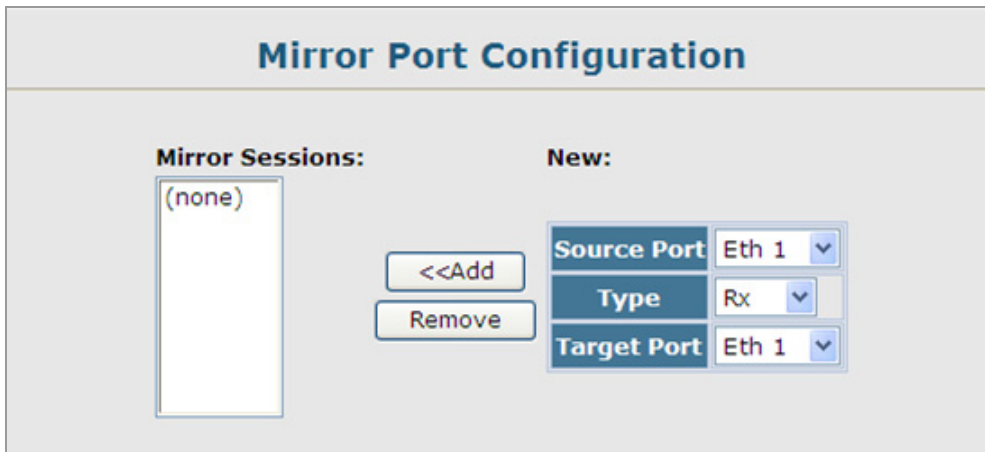 Mirror Port Configuration
Mirror Sessions:
(none)
<<Add
Remove
New:
Source Port Eth 1
Type Rx
Target Port Eth 1